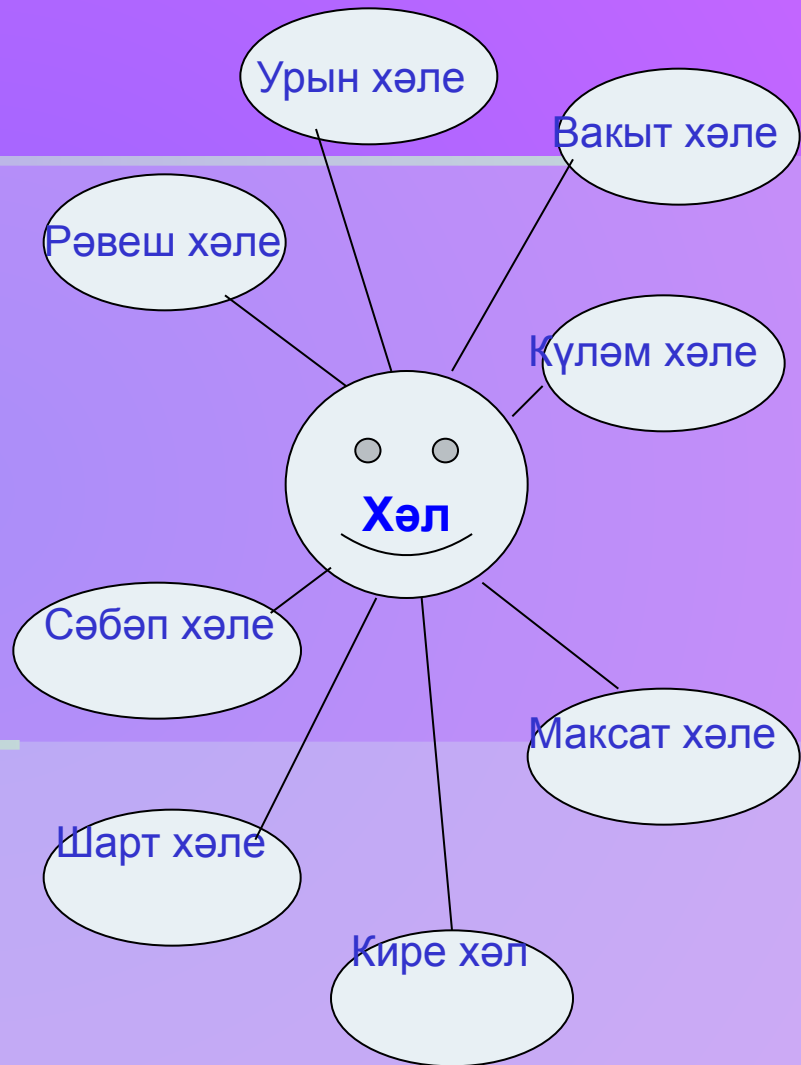 Урын хәле
Вакыт хәле
Рәвеш хәле
Күләм хәле
Хәл
Сәбәп хәле
Максат хәле
Шарт хәле
Кире хәл